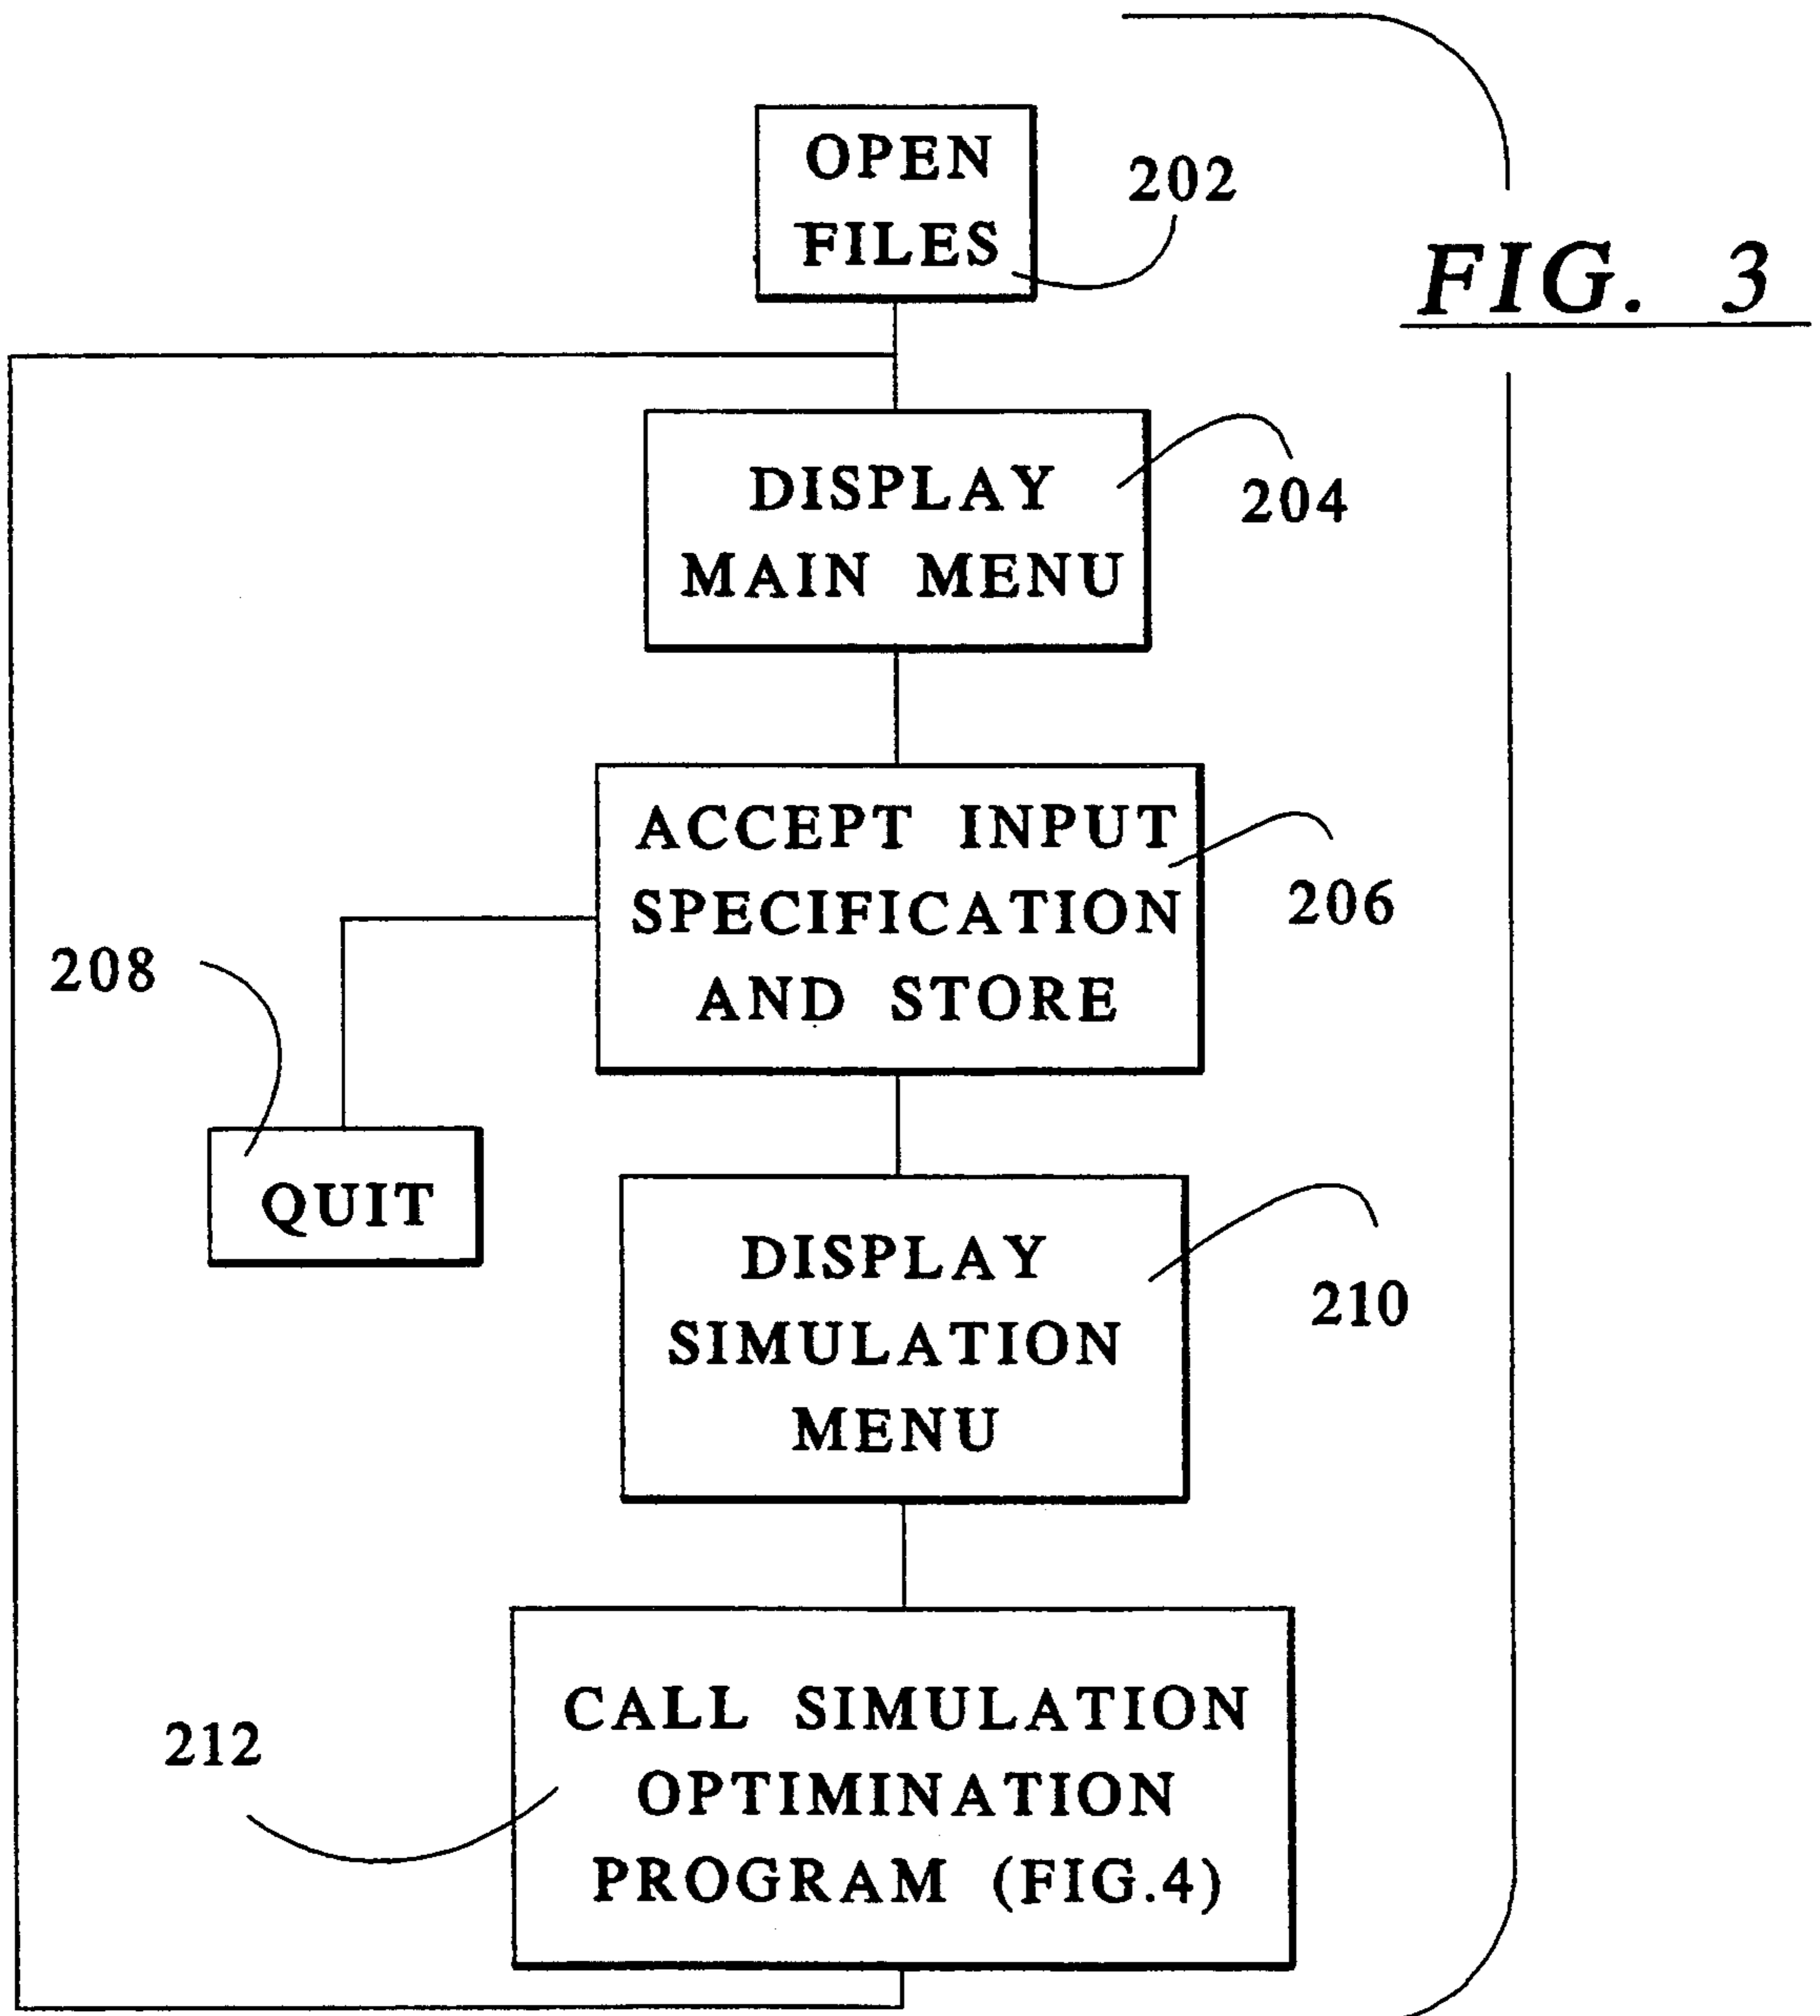 OPEN
FILES
202
FIG. 3
DISPLAY
MAIN MENU
204
ACCEPT INPUT
SPECIFICATION
AND STORE
206
208
QUIT
DISPLAY
SIMULATION
MENU
210
CALL SIMULATION
OPTIMINATION
PROGRAM (FIG.4)
212